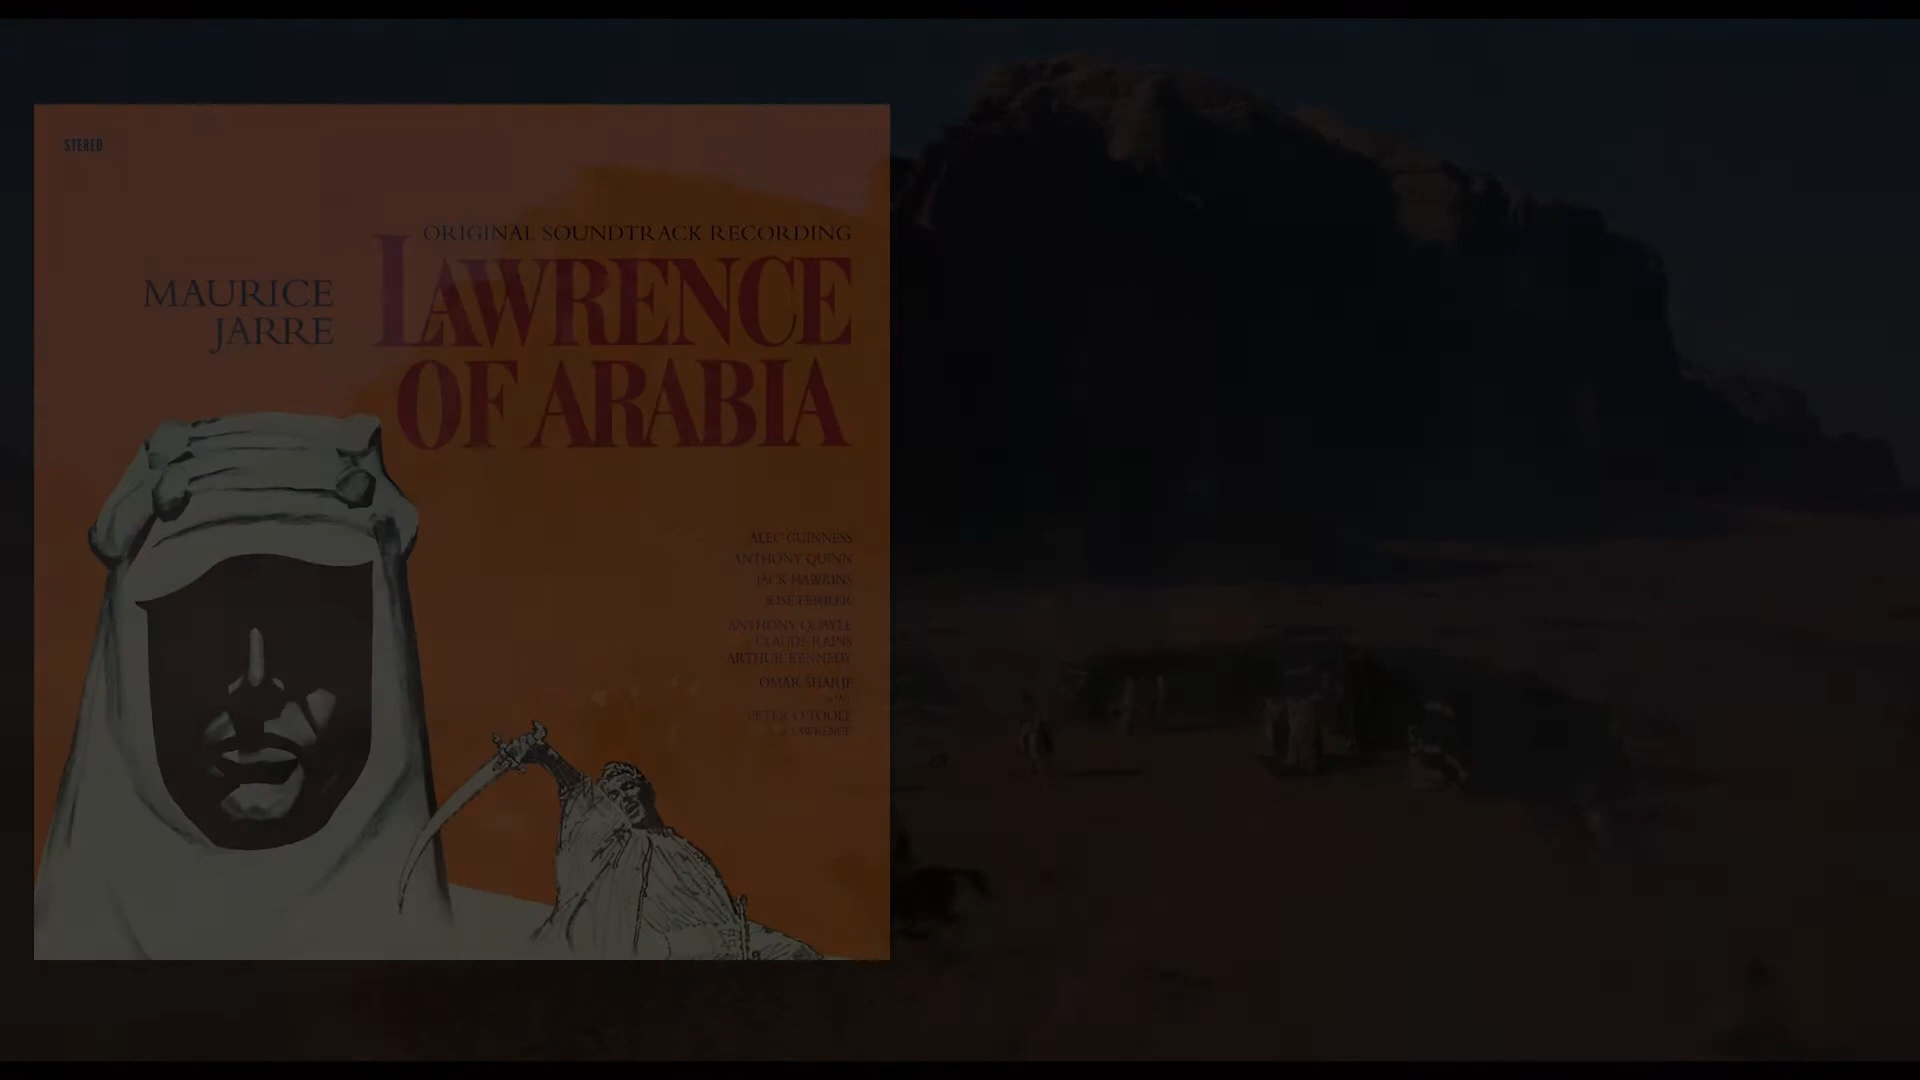 STEREO
ORIGINAL SOUNDTRACK RECORDING
MAURICE
JARRE
LAWRENCE
OF ARABIA
ALEC GUINNESS
ANTHONY QUINN
JACK HAWKINS
JOSE FERRER
ANTHONY QUAYLE
CLAUDE RAINS
ARTHUR KENNEDY
OMAR SHARIF
PETER O'TOOLE
LAWRENCE